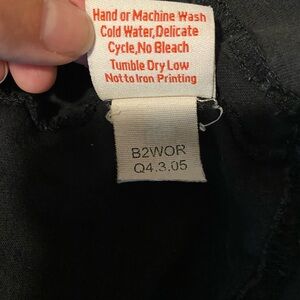 Hand or Machine Wash
Cold Water,Delicate
Cycle,No Bleach
Tumble Dry Low
Not to Iron Printing
B2WOR
Q4.3.05